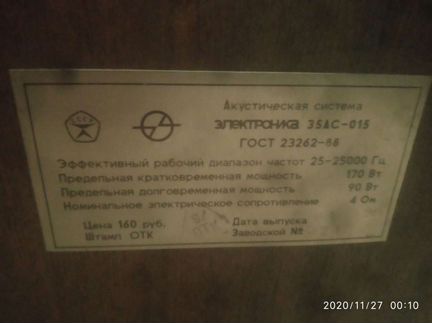 СССР
Акустическая система
электроника 35АС-015
ГОСТ 23262-88
Эффективный рабочий диапазон частот 25-25000 Гц
Предельная кратковременная мощность 170 Вт
Предельная долговременная мощность 90 Вт
Номинальное электрическое сопротивление 4 Ом
Цена 160 руб. Дата выпуска
Штамп ОТК Заводской №
2020/11/27 00:10